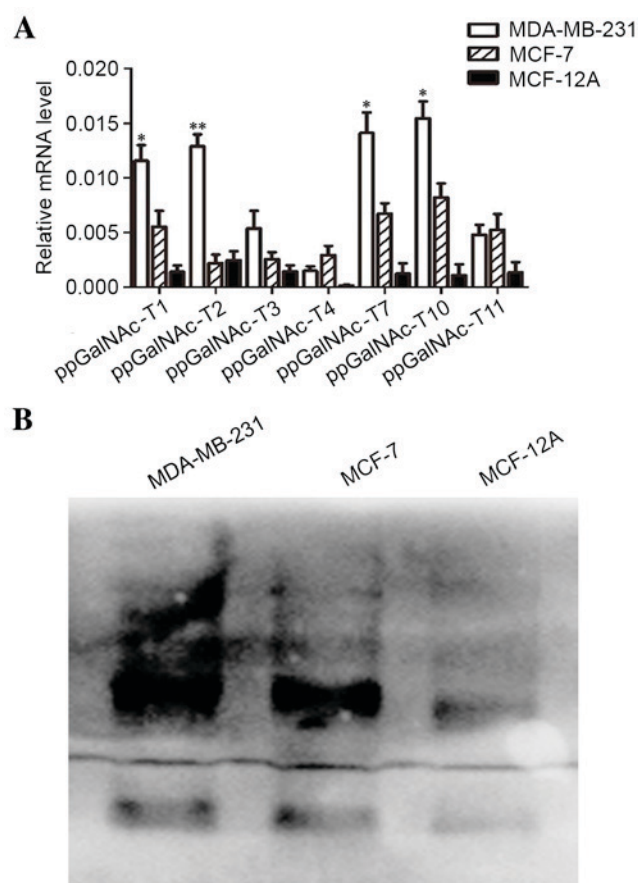 A
MDA-MB-231
MCF-7
MCF-12A
Relative mRNA level
0.020
0.015
0.010
0.005
0.000
*
**
*
*
ppGalNAc-T1
ppGalNAc-T2
ppGalNAc-T3
ppGalNAc-T4
ppGalNAc-T7
ppGalNAc-T10
ppGalNAc-T11
B
MDA-MB-231
MCF-7
MCF-12A